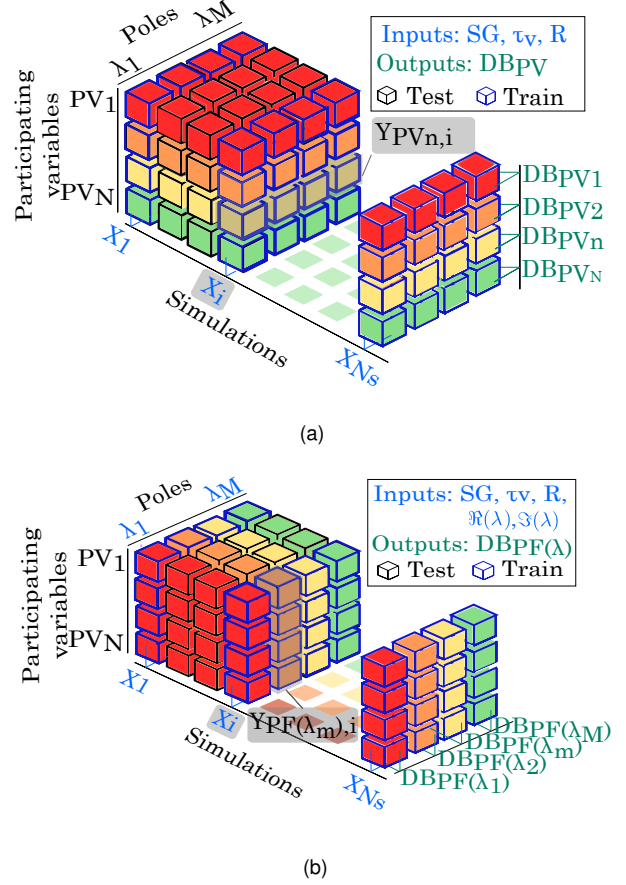 Poles
λ1
λM
Inputs: SG, τv, R
Outputs: DBPV
Test
Train
Participating
variables
PV1
PVN
YPVn,i
DBPV1
DBPV2
DBPVn
DBPVN
X1
Xi
Simulations
XNs
(a)
Poles
λ1
λM
Inputs: SG, τv, R,
ℜ(λ),ℑ(λ)
Outputs: DBPF(λ)
Test
Train
Participating
variables
PV1
PVN
X1
Xi
YPF(λm),i
Simulations
XNs
DBPF(λM)
DBPF(λm)
DBPF(λ2)
DBPF(λ1)
(b)